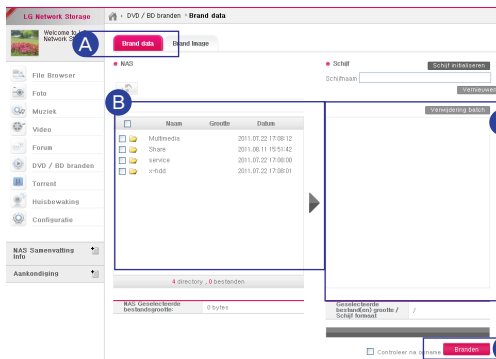 LG Network Storage
DVD / BD branden › Brand data
Welcome to
Network
A
Brand data
Brand Image
NAS
Schijf
Schijf initialiseren
Schijfnaam
Vernieuwen
B
Verwijdering batch
Naam Grootte Datum
Multimedia 2011.07.22 17:08:12
Share 2011.08.11 15:51:42
service 2011.07.22 17:08:00
x-hdd 2011.07.22 17:08:01
4 directory , 0 bestanden
NAS Geselecteerde bestandsgrootte:
0 bytes
Geselecteerde bestand(en) grootte / Schijf formaat
/
Controleer na opname
Branden
File Browser
Foto
Muziek
Video
Forum
DVD / BD branden
Torrent
Huisbewaking
Configuratie
NAS Samenvatting Info
Aankondiging